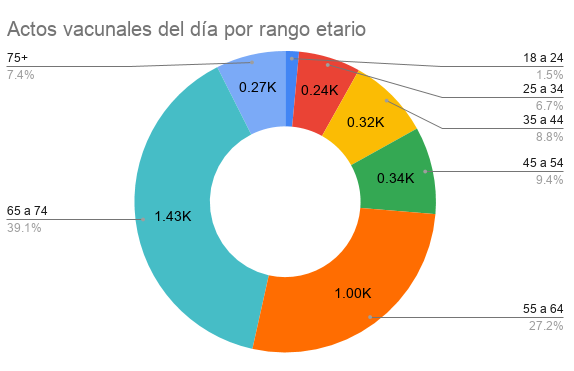 Actos vacunales del día por rango etario
75+
7.4%
18 a 24
1.5%
25 a 34
6.7%
35 a 44
8.8%
45 a 54
9.4%
65 a 74
39.1%
55 a 64
27.2%
0.27K
0.24K
0.32K
0.34K
1.43K
1.00K